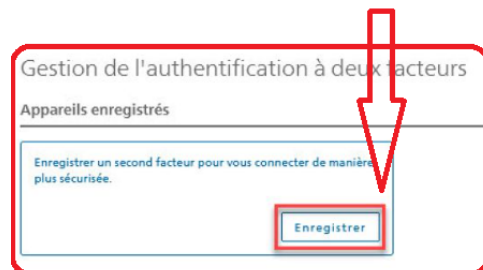 Gestion de l'authentification à deux facteurs
Appareils enregistrés
Enregistrer un second facteur pour vous connecter de manière
plus sécurisée.
Enregistrer